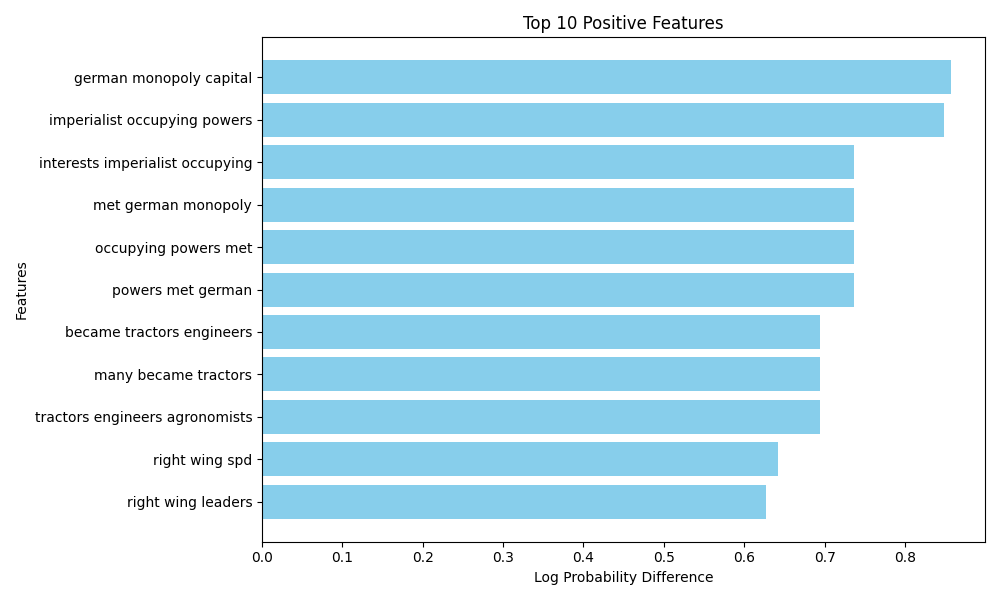 Top 10 Positive Features
german monopoly capital
imperialist occupying powers
interests imperialist occupying
met german monopoly
occupying powers met
powers met german
became tractors engineers
many became tractors
tractors engineers agronomists
right wing spd
right wing leaders
Features
0.0 0.1 0.2 0.3 0.4 0.5 0.6 0.7 0.8
Log Probability Difference